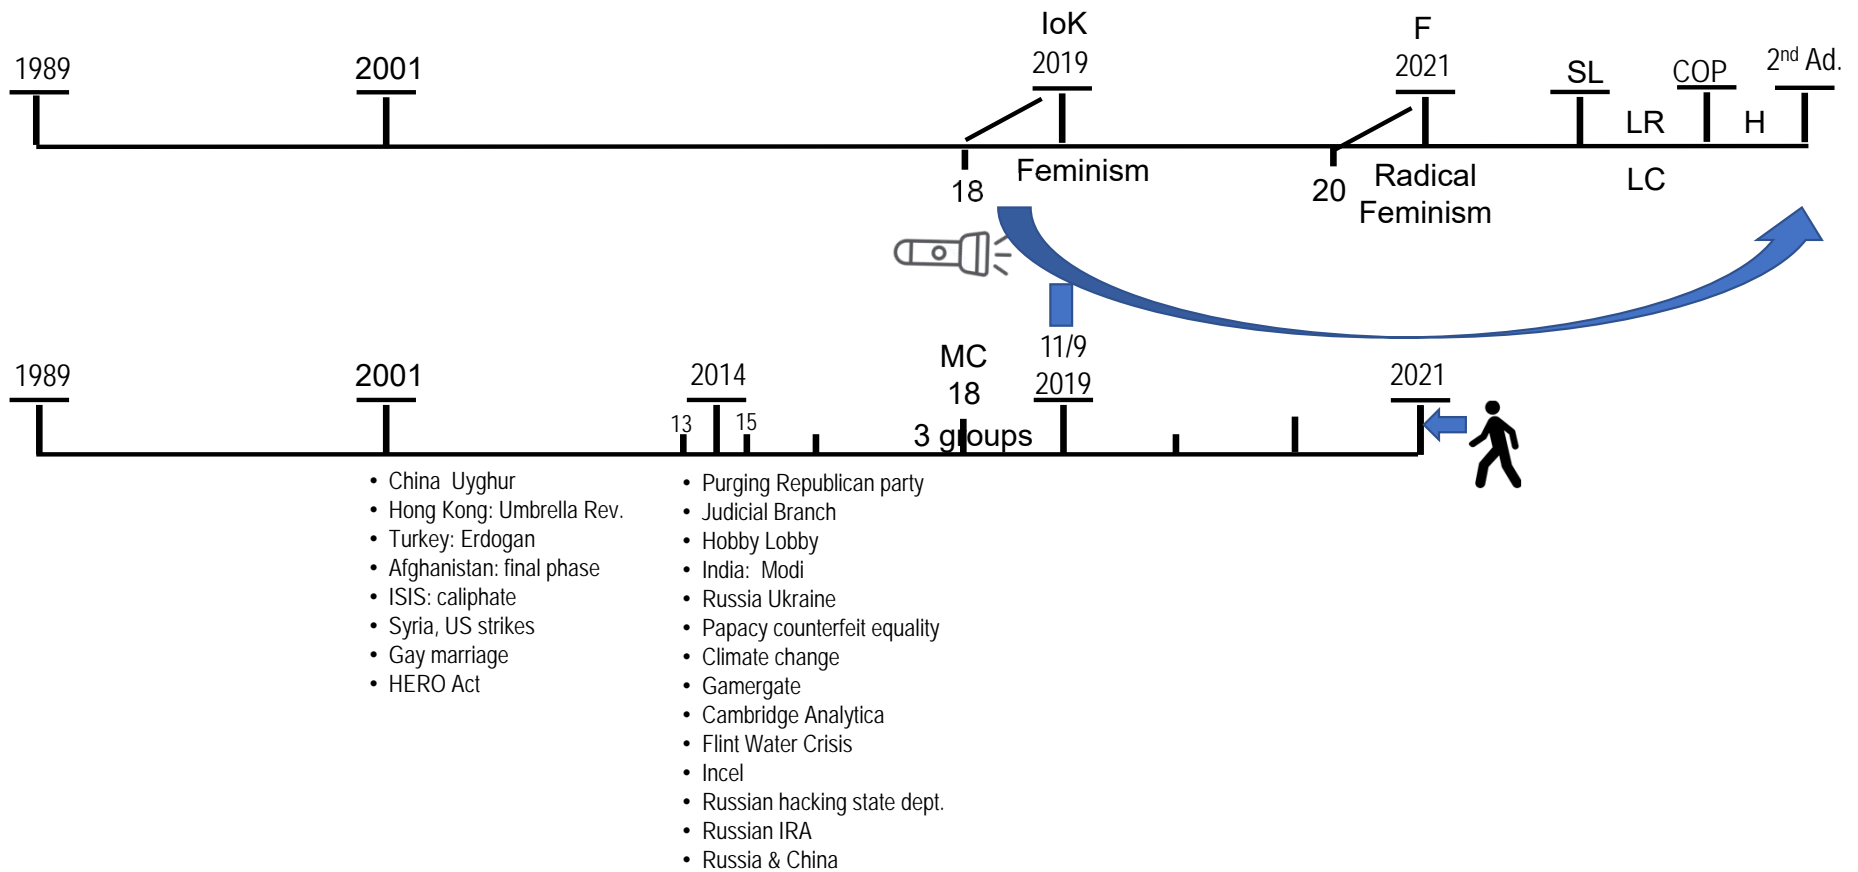 IoK
F
1989
2001
2019
2021
SL
COP
2nd Ad.
LR
H
18
Feminism
20
Radical
Feminism
LC
11/9
MC
1989
2001
2014
18
2019
2021
13
15
3 groups
• China  Uyghur
• Hong Kong: Umbrella Rev.
• Turkey: Erdogan
• Afghanistan: final phase
• ISIS: caliphate
• Syria, US strikes
• Gay marriage
• HERO Act
• Purging Republican party
• Judicial Branch
• Hobby Lobby
• India:  Modi
• Russia Ukraine
• Papacy counterfeit equality
• Climate change
• Gamergate
• Cambridge Analytica
• Flint Water Crisis
• Incel
• Russian hacking state dept.
• Russian IRA
• Russia & China